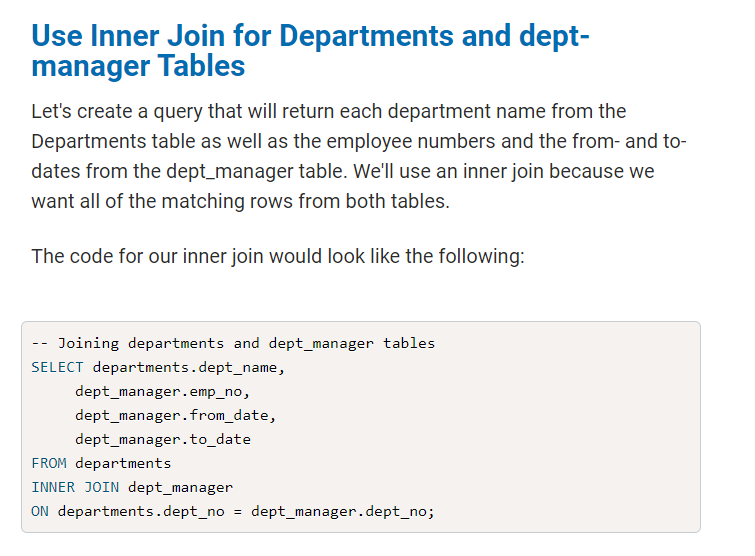 Use Inner Join for Departments and dept-
manager Tables
Let's create a query that will return each department name from the
Departments table as well as the employee numbers and the from- and to-
dates from the dept_manager table. We'll use an inner join because we
want all of the matching rows from both tables.
The code for our inner join would look like the following:
-- Joining departments and dept_manager tables
SELECT departments.dept_name,
     dept_manager.emp_no,
     dept_manager.from_date,
     dept_manager.to_date
FROM departments
INNER JOIN dept_manager
ON departments.dept_no = dept_manager.dept_no;